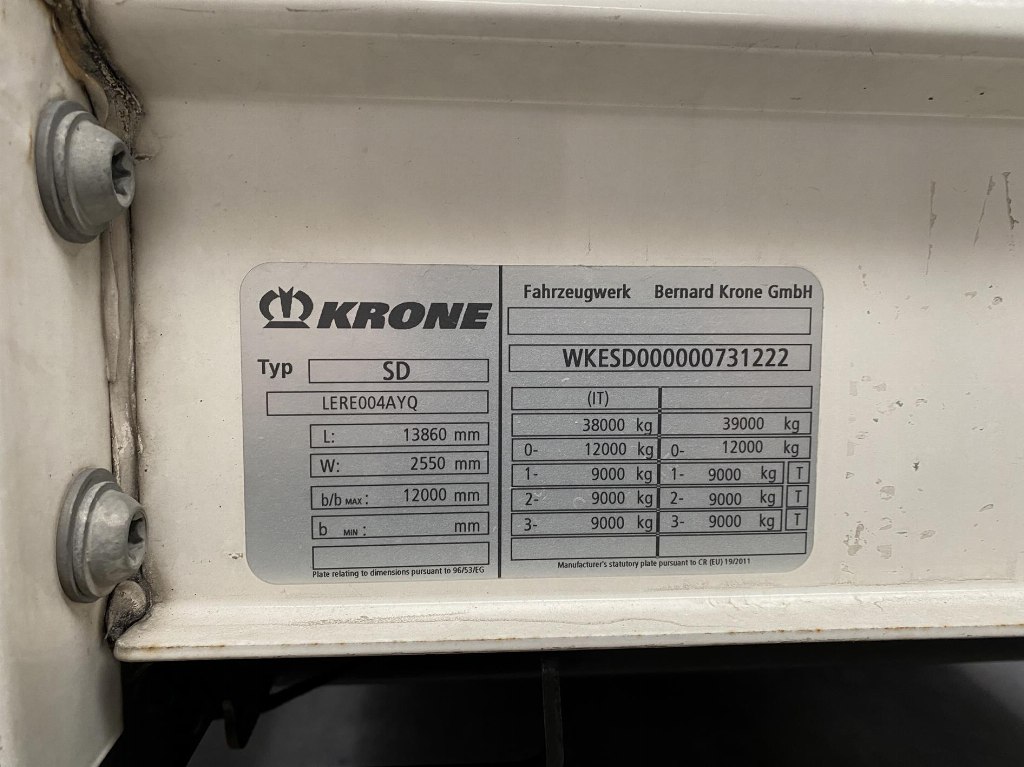 KRONE
Typ SD
LERE004AYQ
L: 13860 mm
W: 2550 mm
b/b MAX : 12000 mm
b MIN : mm
Plate relating to dimensions pursuant to 96/53/EG
Fahrzeugwerk Bernard Krone GmbH
WKESD000000731222
(IT)
38000 kg 39000 kg
0- 12000 kg 0- 12000 kg
1- 9000 kg 1- 9000 kg T
2- 9000 kg 2- 9000 kg T
3- 9000 kg 3- 9000 kg T
Manufacturer's statutory plate pursuant to CR (EU) 19/2011